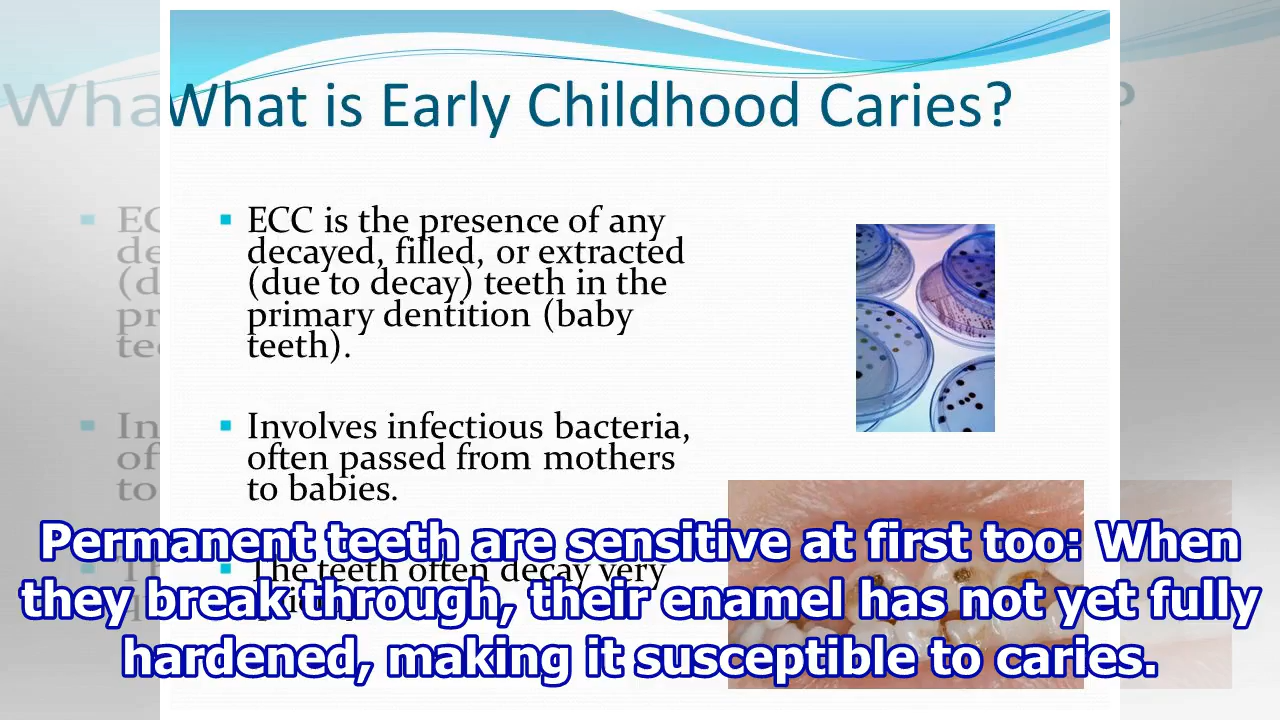 What is Early Childhood Caries?
ECC is the presence of any
decayed, filled, or extracted
(due to decay) teeth in the
primary dentition (baby
teeth).
Involves infectious bacteria,
often passed from mothers
to babies.
The teeth often decay very
Permanent teeth are sensitive at first too: When
they break through, their enamel has not yet fully
hardened, making it susceptible to caries.